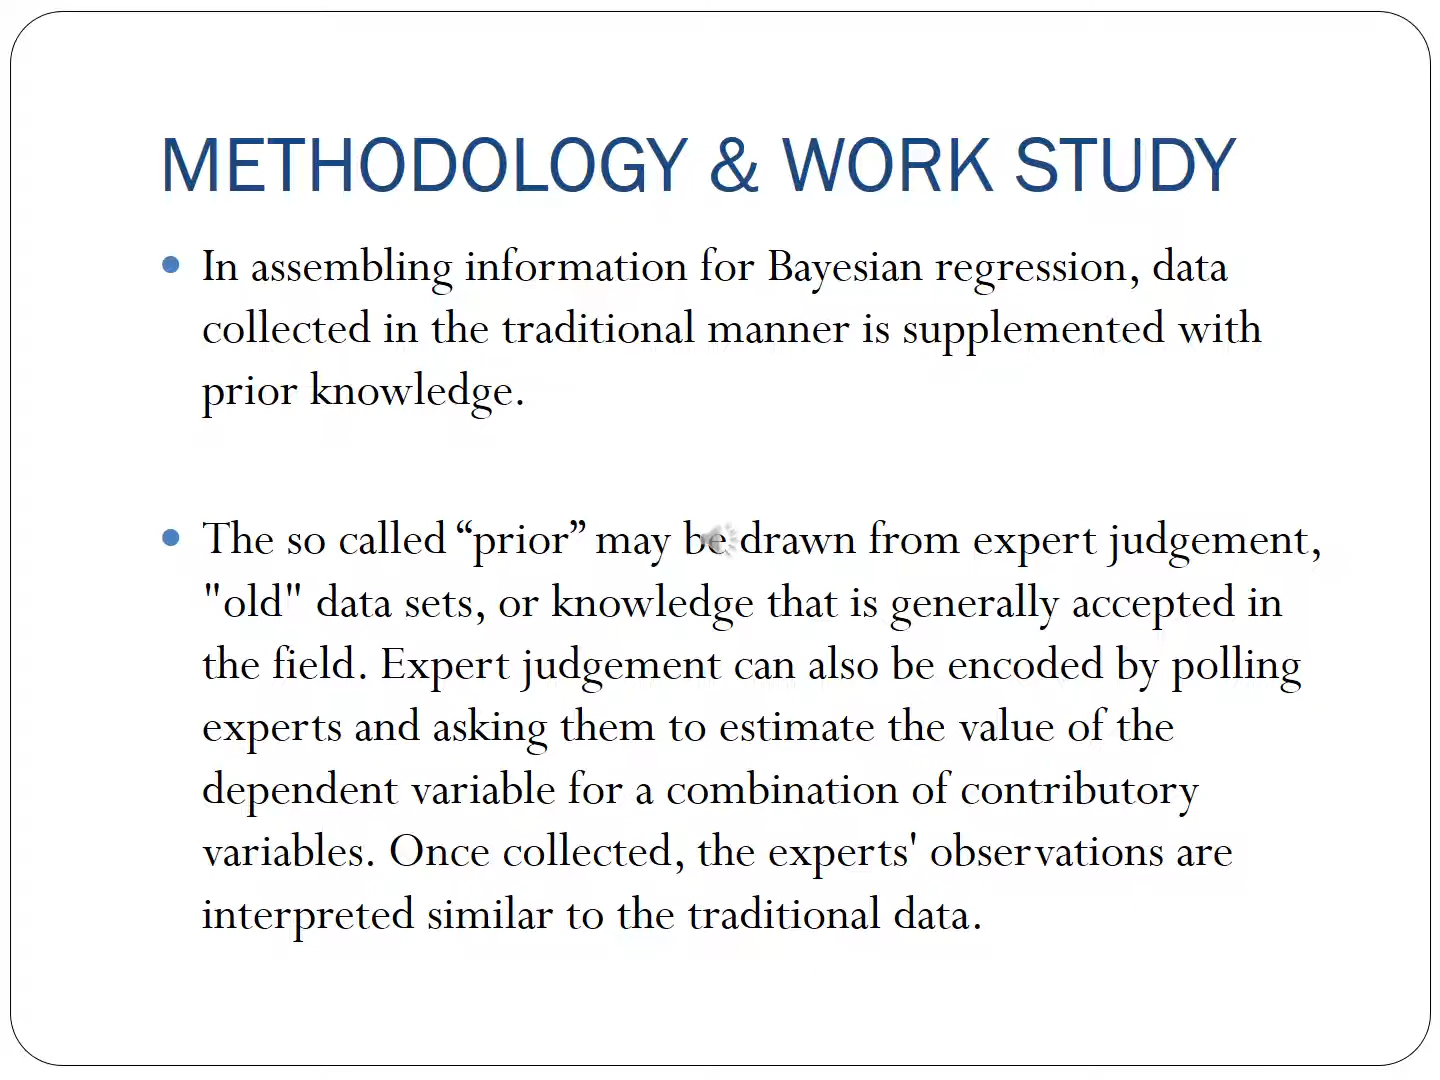 METHODOLOGY & WORK STUDY
In assembling information for Bayesian regression, data
collected in the traditional manner is supplemented with
prior knowledge.
The so called “prior” may be drawn from expert judgement,
"old" data sets, or knowledge that is generally accepted in
the field. Expert judgement can also be encoded by polling
experts and asking them to estimate the value of the
dependent variable for a combination of contributory
variables. Once collected, the experts' observations are
interpreted similar to the traditional data.